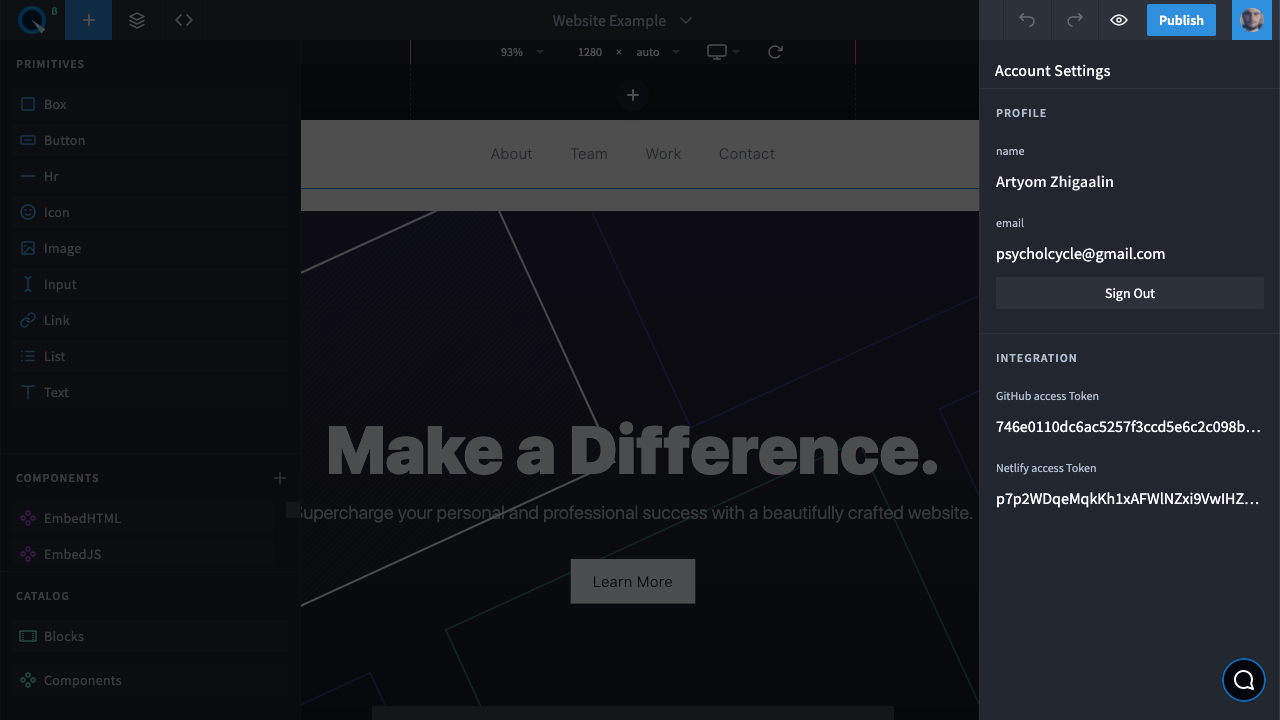 β
Website Example
Publish
PRIMITIVES
Box
Button
Hr
Icon
Image
Input
Link
List
Text
COMPONENTS
EmbedHTML
EmbedJS
CATALOG
Blocks
Components
93%
1280 × auto
About Team Work Contact
Make a Difference.
Supercharge your personal and professional success with a beautifully crafted website.
Learn More
Account Settings
PROFILE
name
Artyom Zhigaalin
email
psycholcycle@gmail.com
Sign Out
INTEGRATION
GitHub access Token
746e0110dc6ac5257f3ccd5e6c2c098b...
Netlify access Token
p7p2WDqeMqkKh1xAFWlNZxi9VwIHZ...